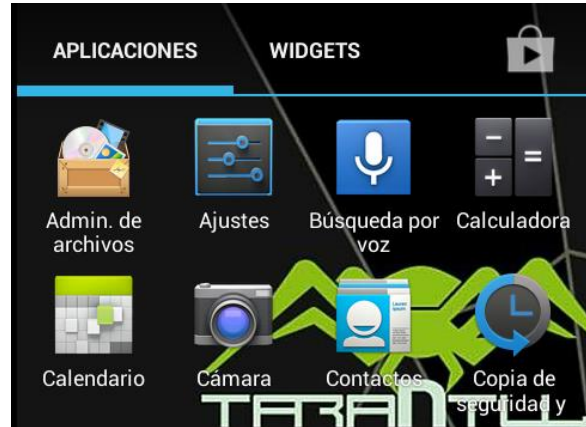 APLICACIONES WIDGETS
Admin. de archivos
Ajustes
Búsqueda por voz
Calculadora
Calendario
Cámara
Contactos
Copia de seguridad y